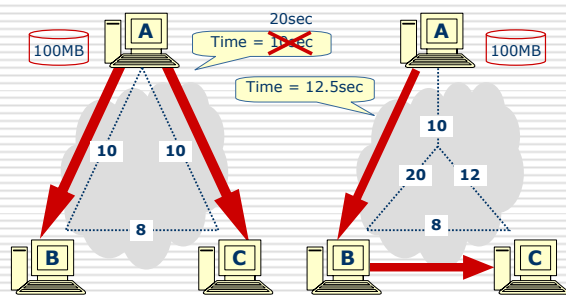 20sec
A
100MB
Time = 10sec
10
10
8
B
C
A
100MB
Time = 12.5sec
10
20
12
8
B
C